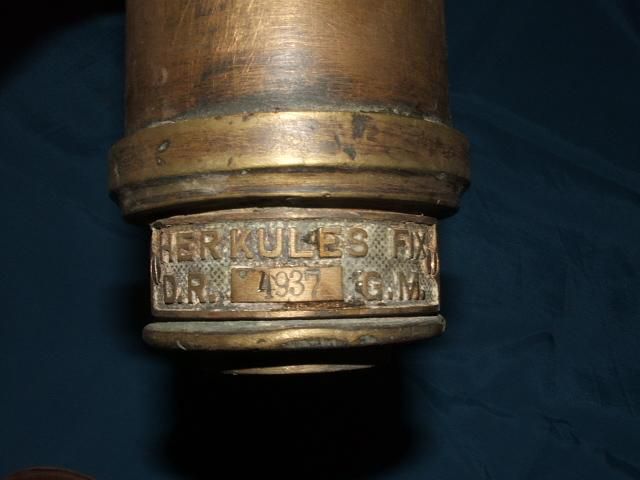 HERKULES FIX
D.R. 4937 G.M.